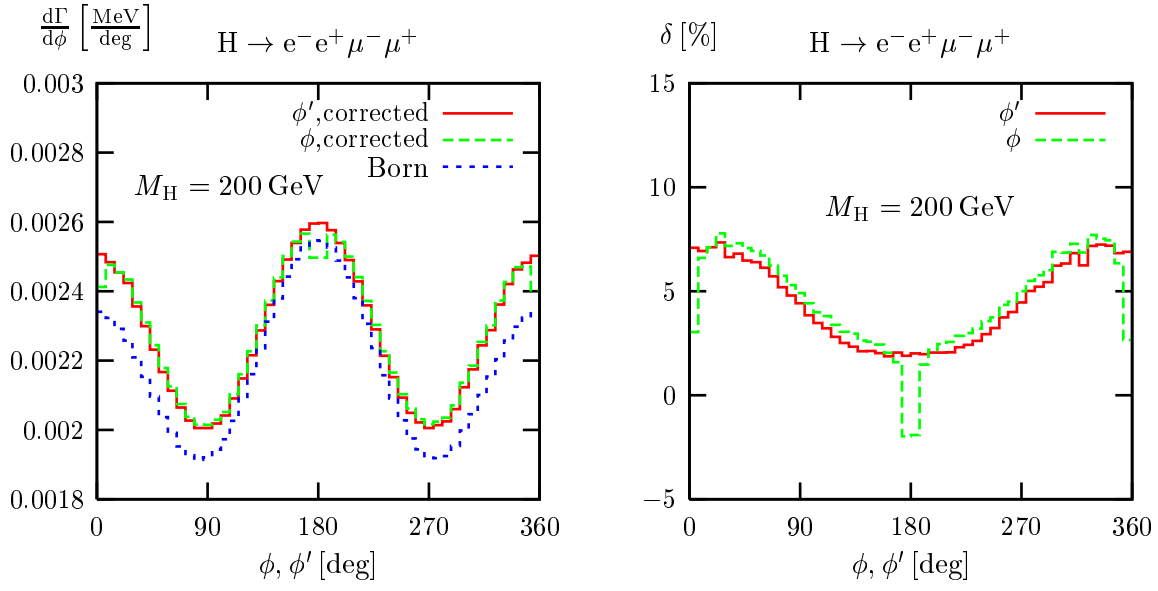 dΓ/dϕ [MeV/deg]
H → e⁻e⁺μ⁻μ⁺
0.003
0.0028
0.0026
0.0024
0.0022
0.002
0.0018
ϕ′,corrected
ϕ,corrected
Born
M_H = 200 GeV
0 90 180 270 360
ϕ, ϕ′ [deg]
δ [%]
H → e⁻e⁺μ⁻μ⁺
15
10
5
0
−5
ϕ′
ϕ
M_H = 200 GeV
0 90 180 270 360
ϕ, ϕ′ [deg]